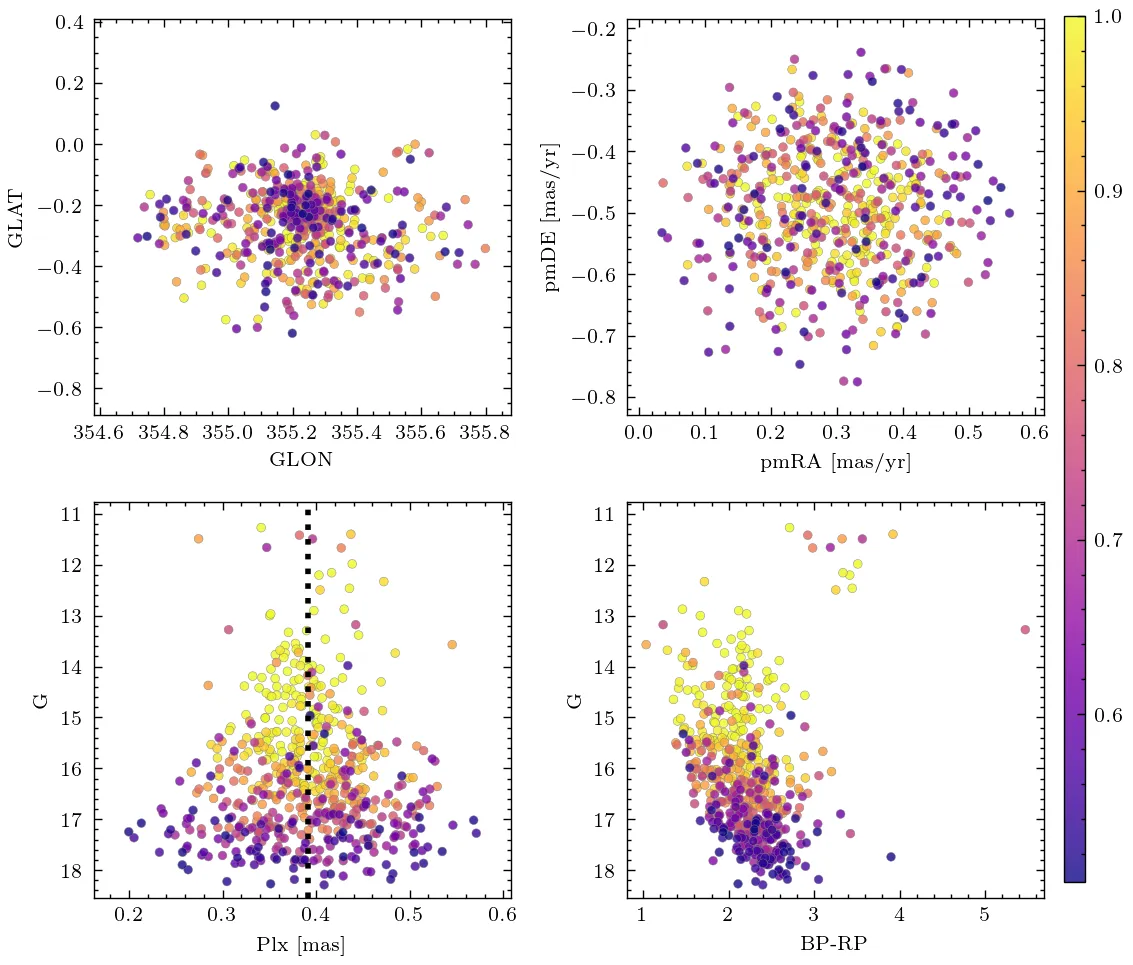 0.4
0.2
0.0
−0.2
−0.4
−0.6
−0.8
GLAT
354.6 354.8 355.0 355.2 355.4 355.6 355.8
GLON
−0.2
−0.3
−0.4
−0.5
−0.6
−0.7
−0.8
pmDE [mas/yr]
0.0 0.1 0.2 0.3 0.4 0.5 0.6
pmRA [mas/yr]
11
12
13
14
15
16
17
18
G
0.2 0.3 0.4 0.5 0.6
Plx [mas]
11
12
13
14
15
16
17
18
G
1 2 3 4 5
BP-RP
1.0
0.9
0.8
0.7
0.6